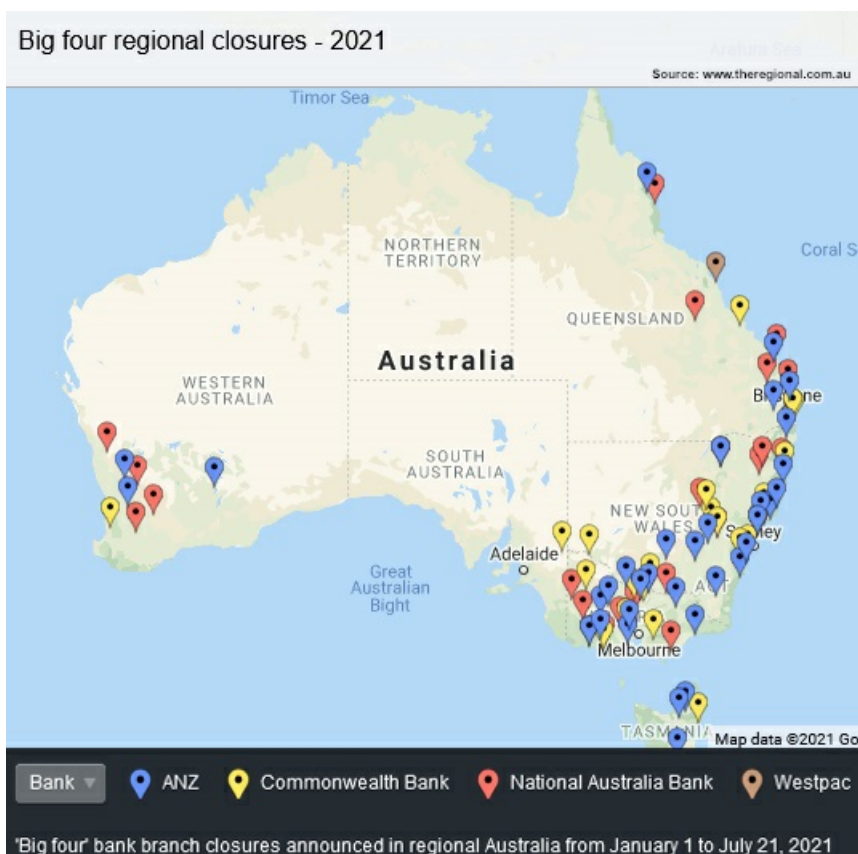 Big four regional closures - 2021
Arafura Sea
Source: www.theregional.com.au
Timor Sea
NORTHERN
TERRITORY
Coral S
QUEENSLAND
Australia
WESTERN
AUSTRALIA
SOUTH
AUSTRALIA
NEW SOUTH
WALES
Adelaide
Great
Australian
Bight
Melbourne
TASMANIA
Map data ©2021 Go
Bank
ANZ
Commonwealth Bank
National Australia Bank
Westpac
'Big four' bank branch closures announced in regional Australia from January 1 to July 21, 2021